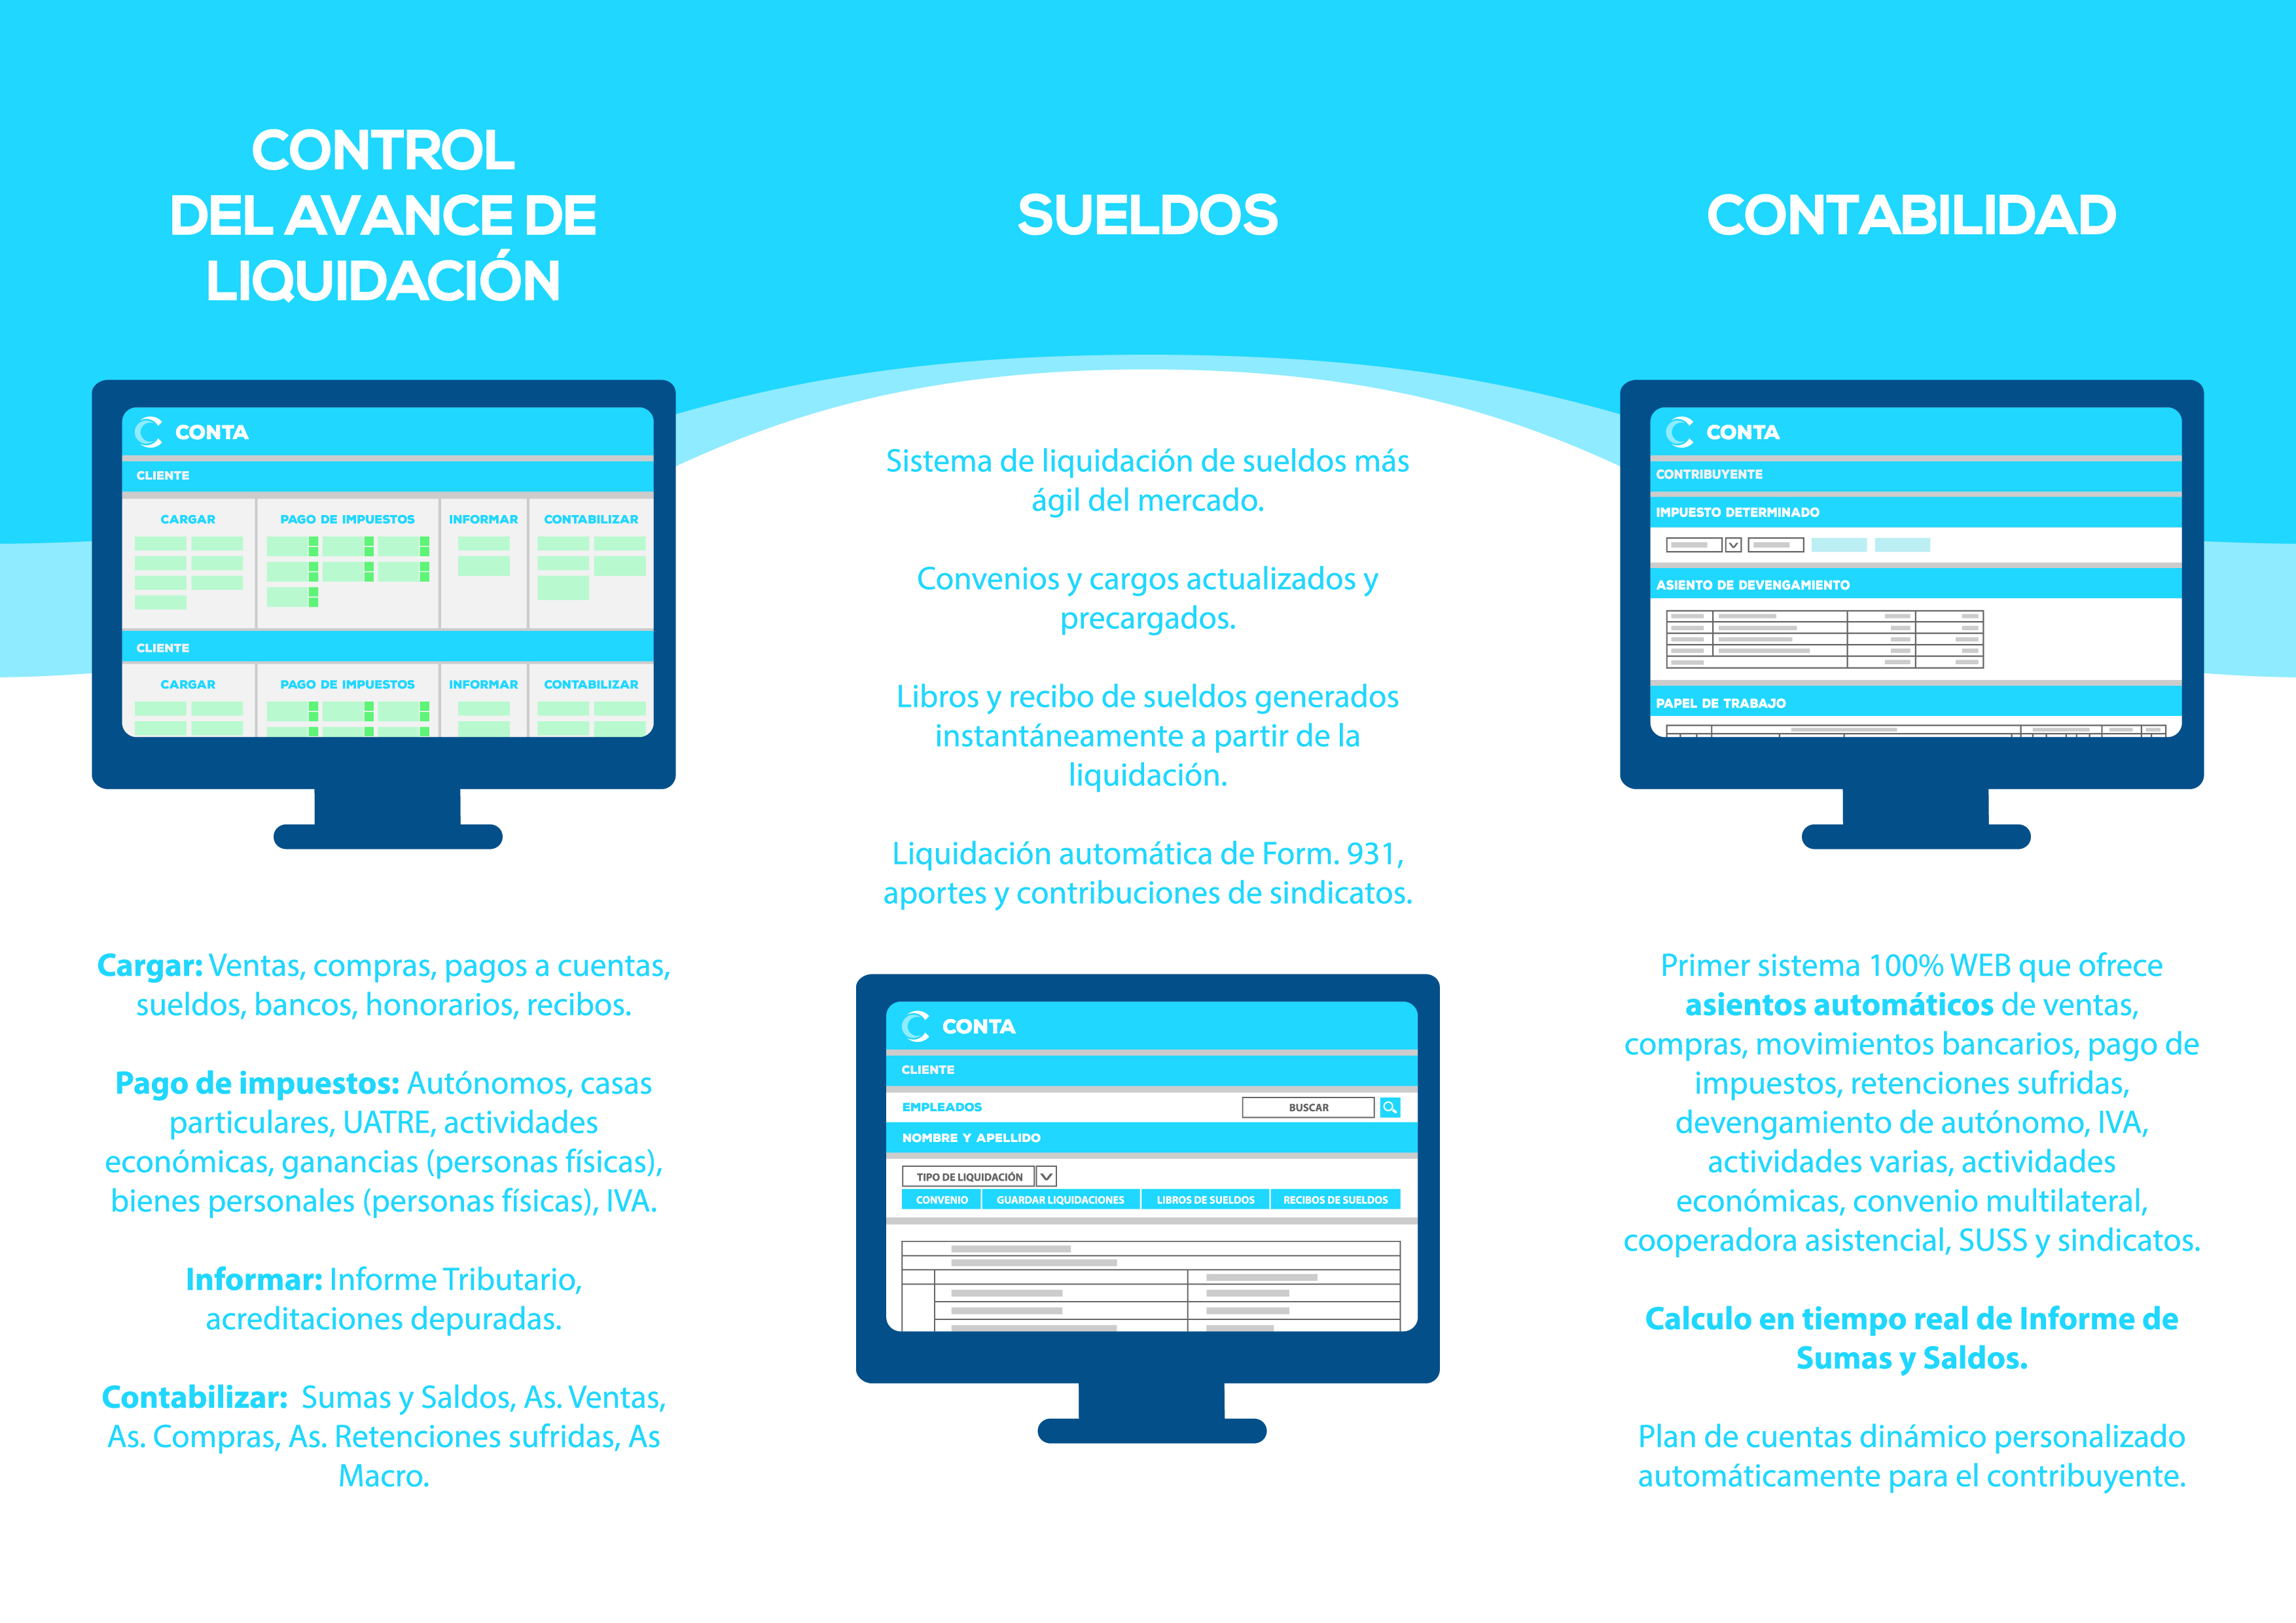 CONTROL
DEL AVANCE DE
LIQUIDACIÓN
CONTA
CLIENTE
CARGAR PAGO DE IMPUESTOS INFORMAR CONTABILIZAR
CLIENTE
CARGAR PAGO DE IMPUESTOS INFORMAR CONTABILIZAR
Cargar: Ventas, compras, pagos a cuentas,
sueldos, bancos, honorarios, recibos.
Pago de impuestos: Autónomos, casas
particulares, UATRE, actividades
económicas, ganancias (personas físicas),
bienes personales (personas físicas), IVA.
Informar: Informe Tributario,
acreditaciones depuradas.
Contabilizar: Sumas y Saldos, As. Ventas,
As. Compras, As. Retenciones sufridas, As
Macro.
SUELDOS
Sistema de liquidación de sueldos más
ágil del mercado.
Convenios y cargos actualizados y
precargados.
Libros y recibo de sueldos generados
instantáneamente a partir de la
liquidación.
Liquidación automática de Form. 931,
aportes y contribuciones de sindicatos.
CONTA
CLIENTE
EMPLEADOS BUSCAR
NOMBRE Y APELLIDO
TIPO DE LIQUIDACIÓN
CONVENIO GUARDAR LIQUIDACIONES LIBROS DE SUELDOS RECIBOS DE SUELDOS
CONTABILIDAD
CONTA
CONTRIBUYENTE
IMPUESTO DETERMINADO
ASIENTO DE DEVENGAMIENTO
PAPEL DE TRABAJO
Primer sistema 100% WEB que ofrece
asientos automáticos de ventas,
compras, movimientos bancarios, pago de
impuestos, retenciones sufridas,
devengamiento de autónomo, IVA,
actividades varias, actividades
económicas, convenio multilateral,
cooperadora asistencial, SUSS y sindicatos.
Calculo en tiempo real de Informe de
Sumas y Saldos.
Plan de cuentas dinámico personalizado
automáticamente para el contribuyente.